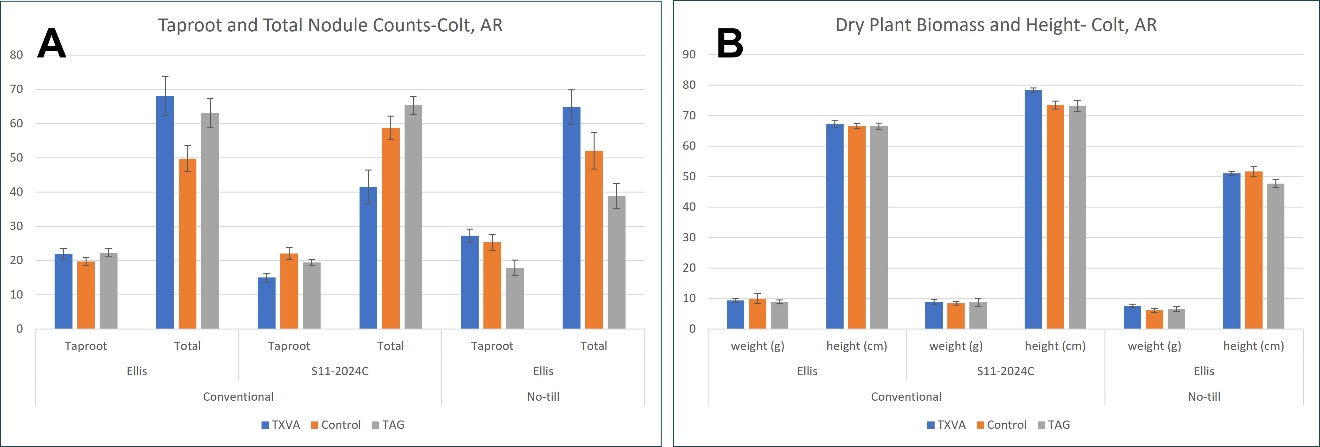 A
Taproot and Total Nodule Counts-Colt, AR
80
70
60
50
40
30
20
10
0
Taproot Total Taproot Total Taproot Total
Ellis S11-2024C Ellis
Conventional No-till
TXVA Control TAG
B
Dry Plant Biomass and Height- Colt, AR
90
80
70
60
50
40
30
20
10
0
weight (g) height (cm) weight (g) height (cm) weight (g) height (cm)
Ellis S11-2024C Ellis
Conventional No-till
TXVA Control TAG